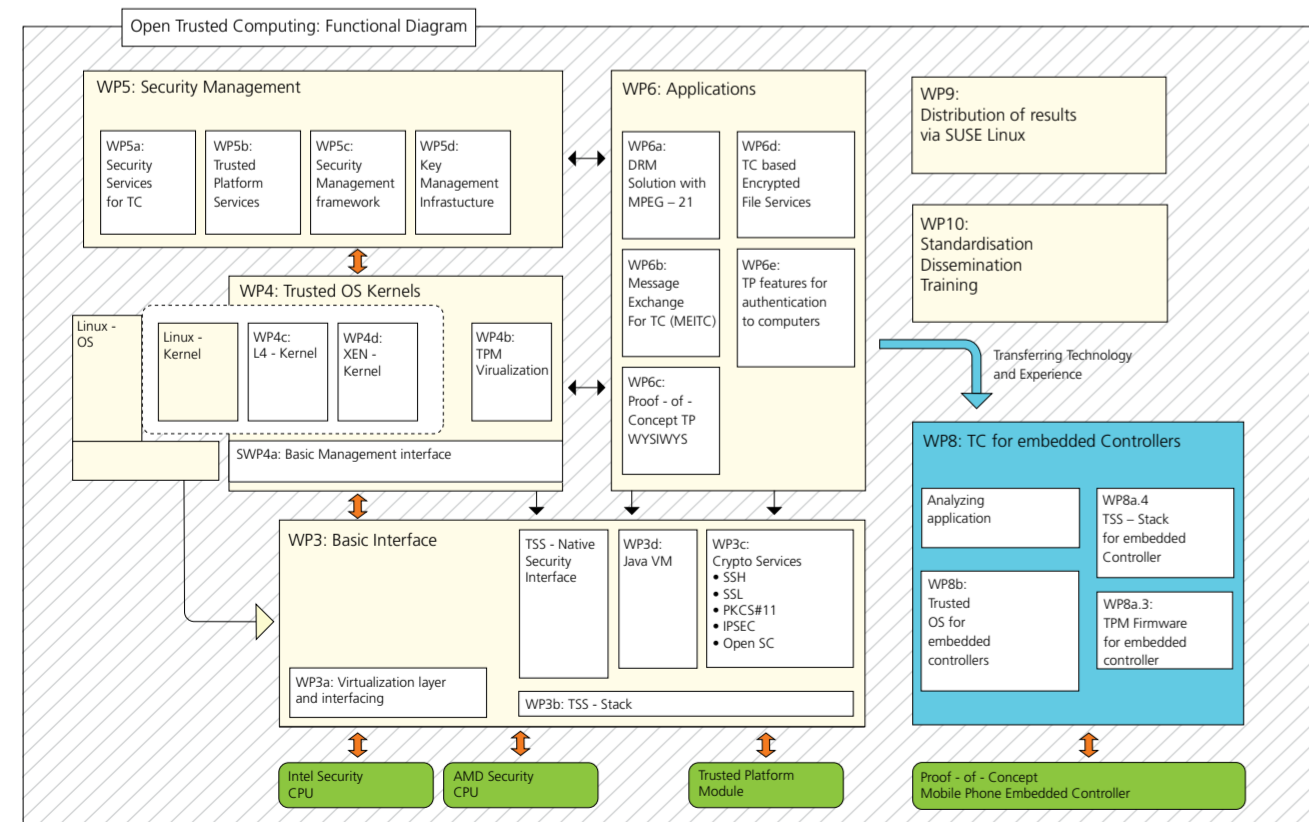 Open Trusted Computing: Functional Diagram
WP5: Security Management
WP5a:
Security
Services
for TC
WP5b:
Trusted
Platform
Services
WP5c:
Security
Management
framework
WP5d:
Key
Management
Infrastucture
WP6: Applications
WP6a:
DRM
Solution with
MPEG – 21
WP6d:
TC based
Encrypted
File Services
WP6b:
Message
Exchange
For TC (MEITC)
WP6e:
TP features for
authentication
to computers
WP6c:
Proof - of -
Concept TP
WYSIWYS
WP9:
Distribution of results
via SUSE Linux
WP10:
Standardisation
Dissemination
Training
Transferring Technology
and Experience
WP4: Trusted OS Kernels
Linux -
OS
Linux -
Kernel
WP4c:
L4 - Kernel
WP4d:
XEN -
Kernel
WP4b:
TPM
Virualization
SWP4a: Basic Management interface
WP3: Basic Interface
TSS - Native
Security
Interface
WP3d:
Java VM
WP3c:
Crypto Services
• SSH
• SSL
• PKCS#11
• IPSEC
• Open SC
WP3a: Virtualization layer
and interfacing
WP3b: TSS - Stack
WP8: TC for embedded Controllers
Analyzing
application
WP8a.4
TSS – Stack
for embedded
Controller
WP8b:
Trusted
OS for
embedded
controllers
WP8a.3:
TPM Firmware
for embedded
controller
Intel Security
CPU
AMD Security
CPU
Trusted Platform
Module
Proof - of - Concept
Mobile Phone Embedded Controller